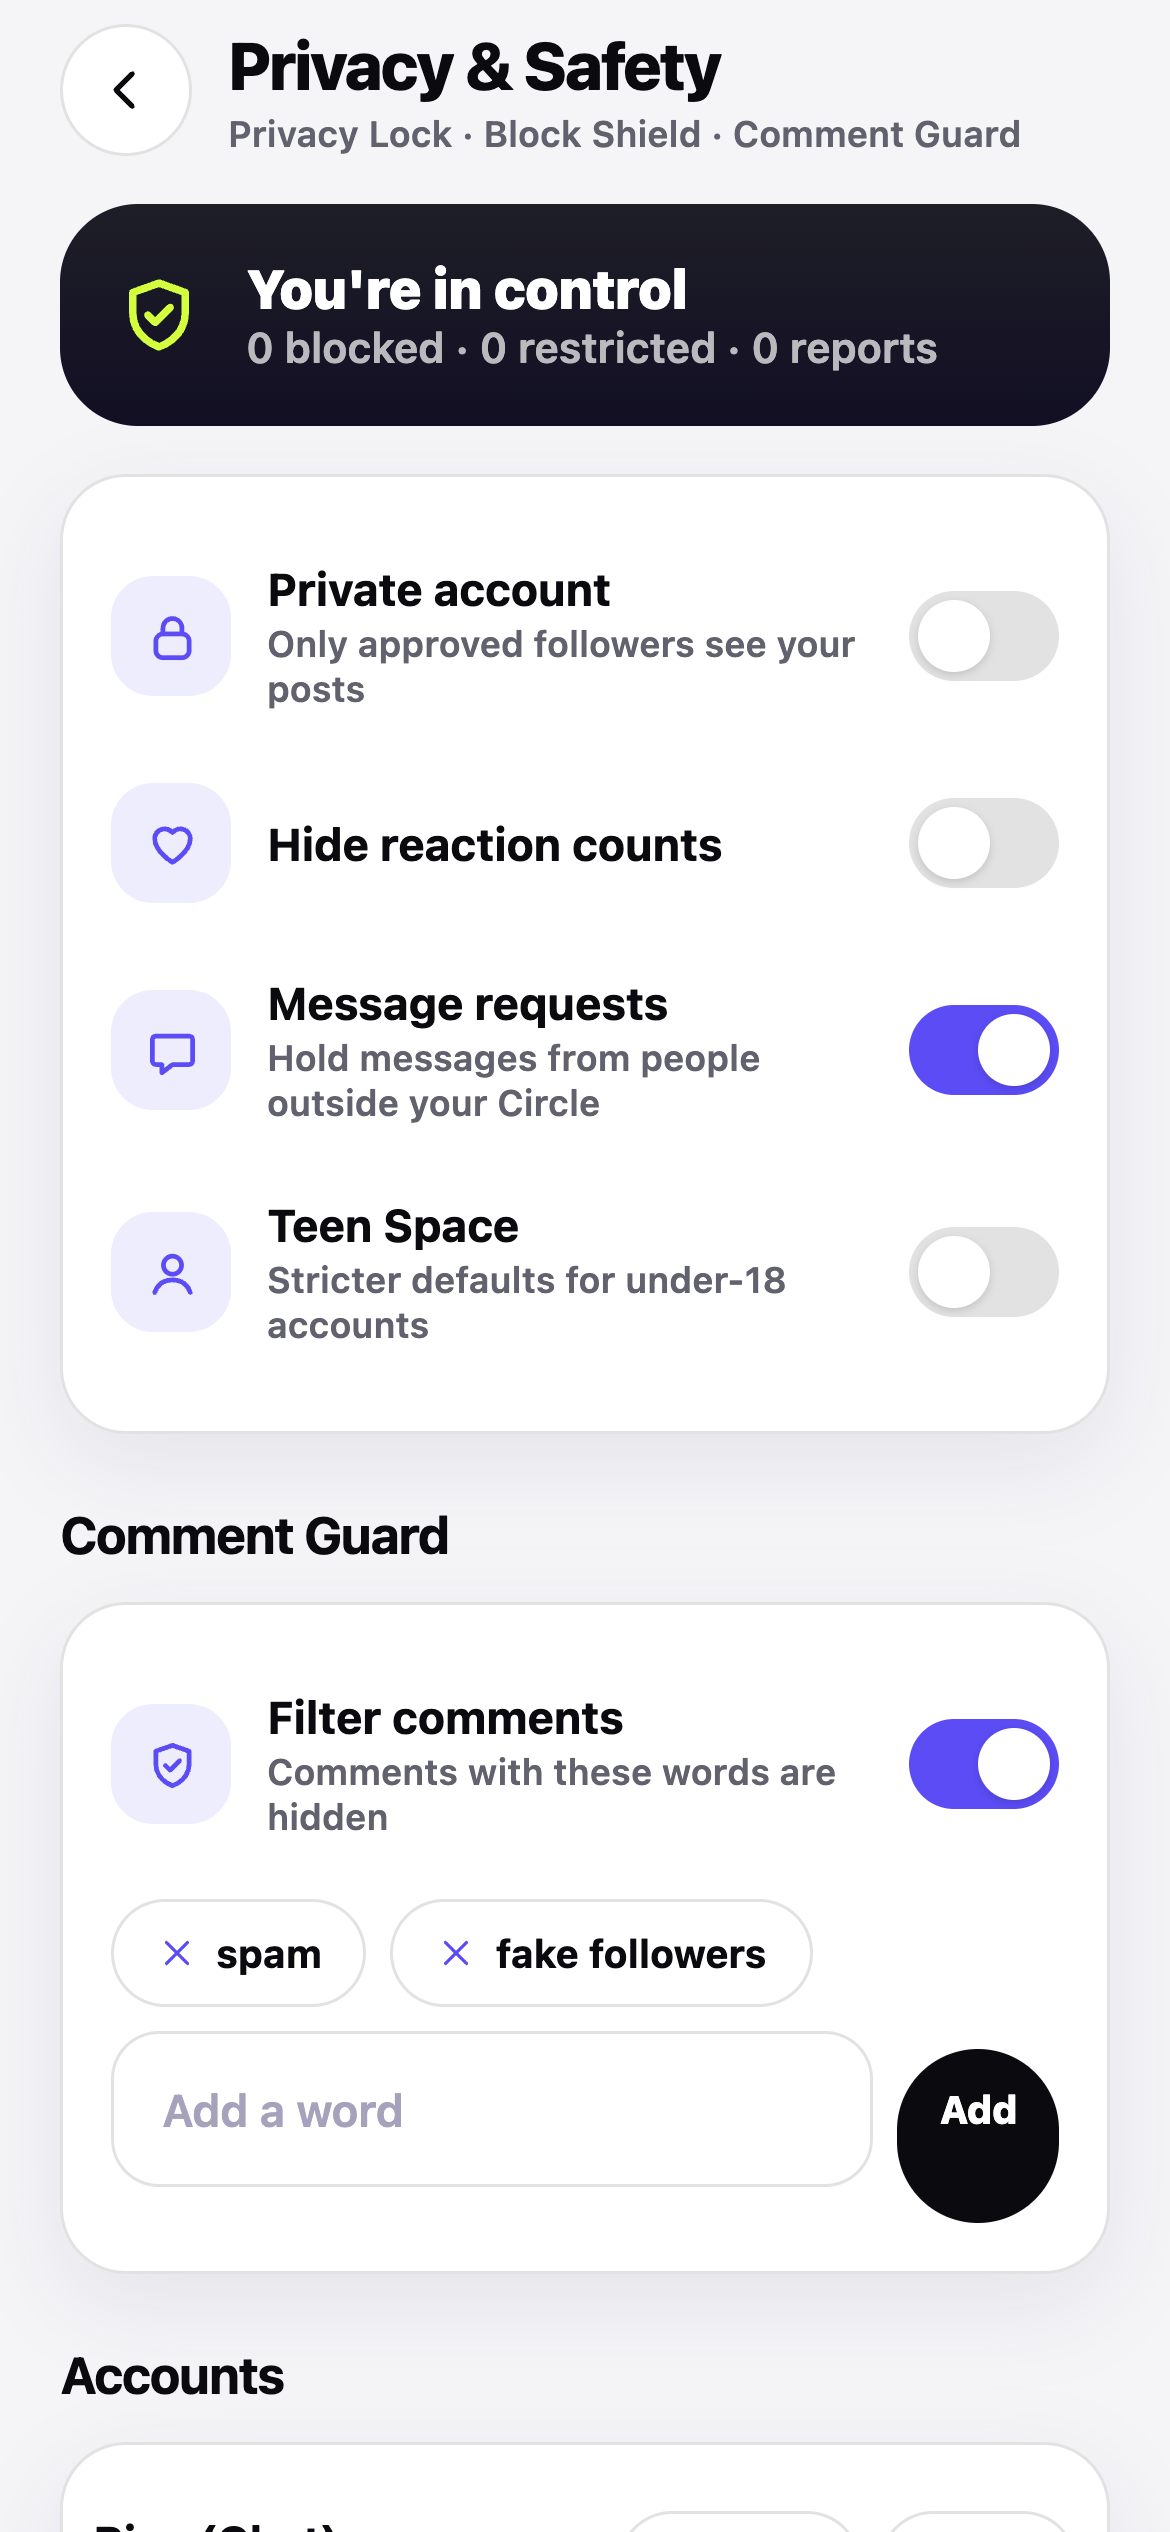 Privacy & Safety
Privacy Lock · Block Shield · Comment Guard
You're in control
0 blocked · 0 restricted · 0 reports
Private account
Only approved followers see your
posts
Hide reaction counts
Message requests
Hold messages from people
outside your Circle
Teen Space
Stricter defaults for under-18
accounts
Comment Guard
Filter comments
Comments with these words are
hidden
spam
fake followers
Add a word
Add
Accounts